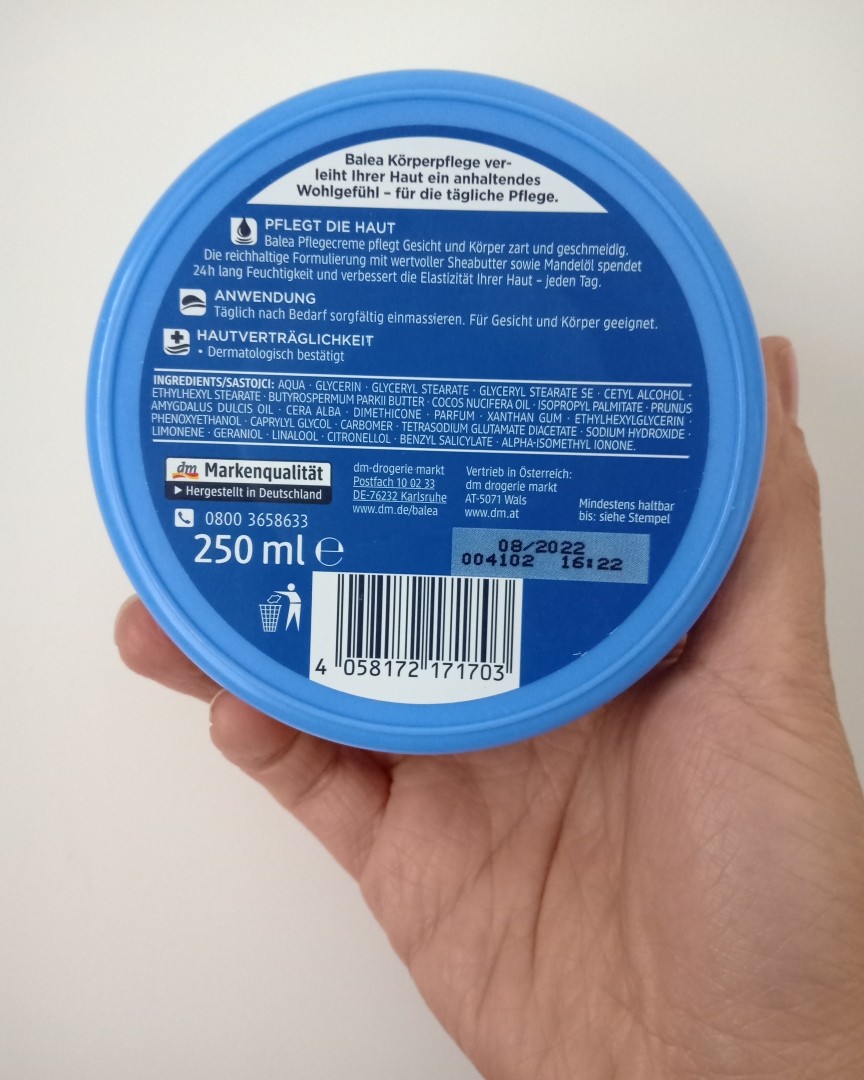 Balea Körperpflege ver-
leiht Ihrer Haut ein anhaltendes
Wohlgefühl – für die tägliche Pflege.
PFLEGT DIE HAUT
Balea Pflegecreme pflegt Gesicht und Körper zart und geschmeidig.
Die reichhaltige Formulierung mit wertvoller Sheabutter sowie Mandelöl spendet
24h lang Feuchtigkeit und verbessert die Elastizität Ihrer Haut – jeden Tag.
ANWENDUNG
Täglich nach Bedarf sorgfältig einmassieren. Für Gesicht und Körper geeignet.
HAUTVERTRÄGLICHKEIT
• Dermatologisch bestätigt
INGREDIENTS/SASTOJCI: AQUA · GLYCERIN · GLYCERYL STEARATE · GLYCERYL STEARATE SE · CETYL ALCOHOL ·
ETHYLHEXYL STEARATE · BUTYROSPERMUM PARKII BUTTER · COCOS NUCIFERA OIL · ISOPROPYL PALMITATE · PRUNUS
AMYGDALUS DULCIS OIL · CERA ALBA · DIMETHICONE · PARFUM · XANTHAN GUM · ETHYLHEXYLGLYCERIN ·
PHENOXYETHANOL · CAPRYLYL GLYCOL · CARBOMER · TETRASODIUM GLUTAMATE DIACETATE · SODIUM HYDROXIDE ·
LIMONENE · GERANIOL · LINALOOL · CITRONELLOL · BENZYL SALICYLATE · ALPHA-ISOMETHYL IONONE.
dm Markenqualität
Hergestellt in Deutschland
0800 3658633
dm-drogerie markt
Postfach 10 02 33
DE-76232 Karlsruhe
www.dm.de/balea
Vertrieb in Österreich:
dm drogerie markt
AT-5071 Wals
www.dm.at
Mindestens haltbar
bis: siehe Stempel
250 ml e
08/2022
004102 16:22
4 058172 171703